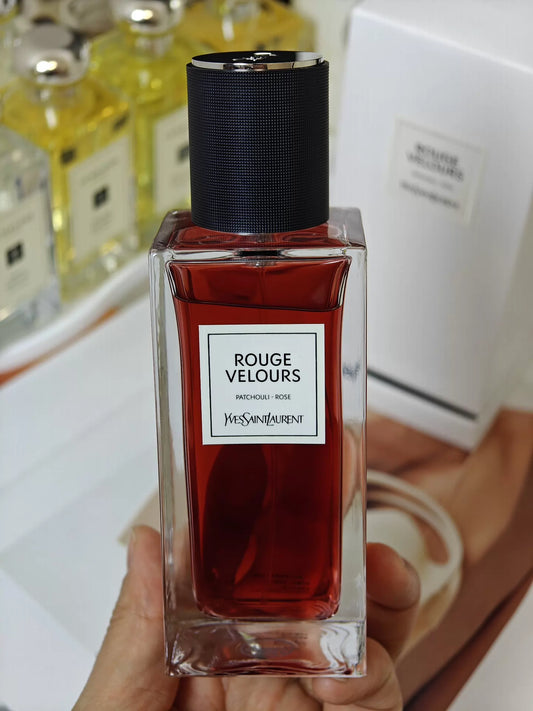 ROUGE
VELOURS
PATCHOULI - ROSE
YVESSAINTLAURENT
ROUGE
VELOURS